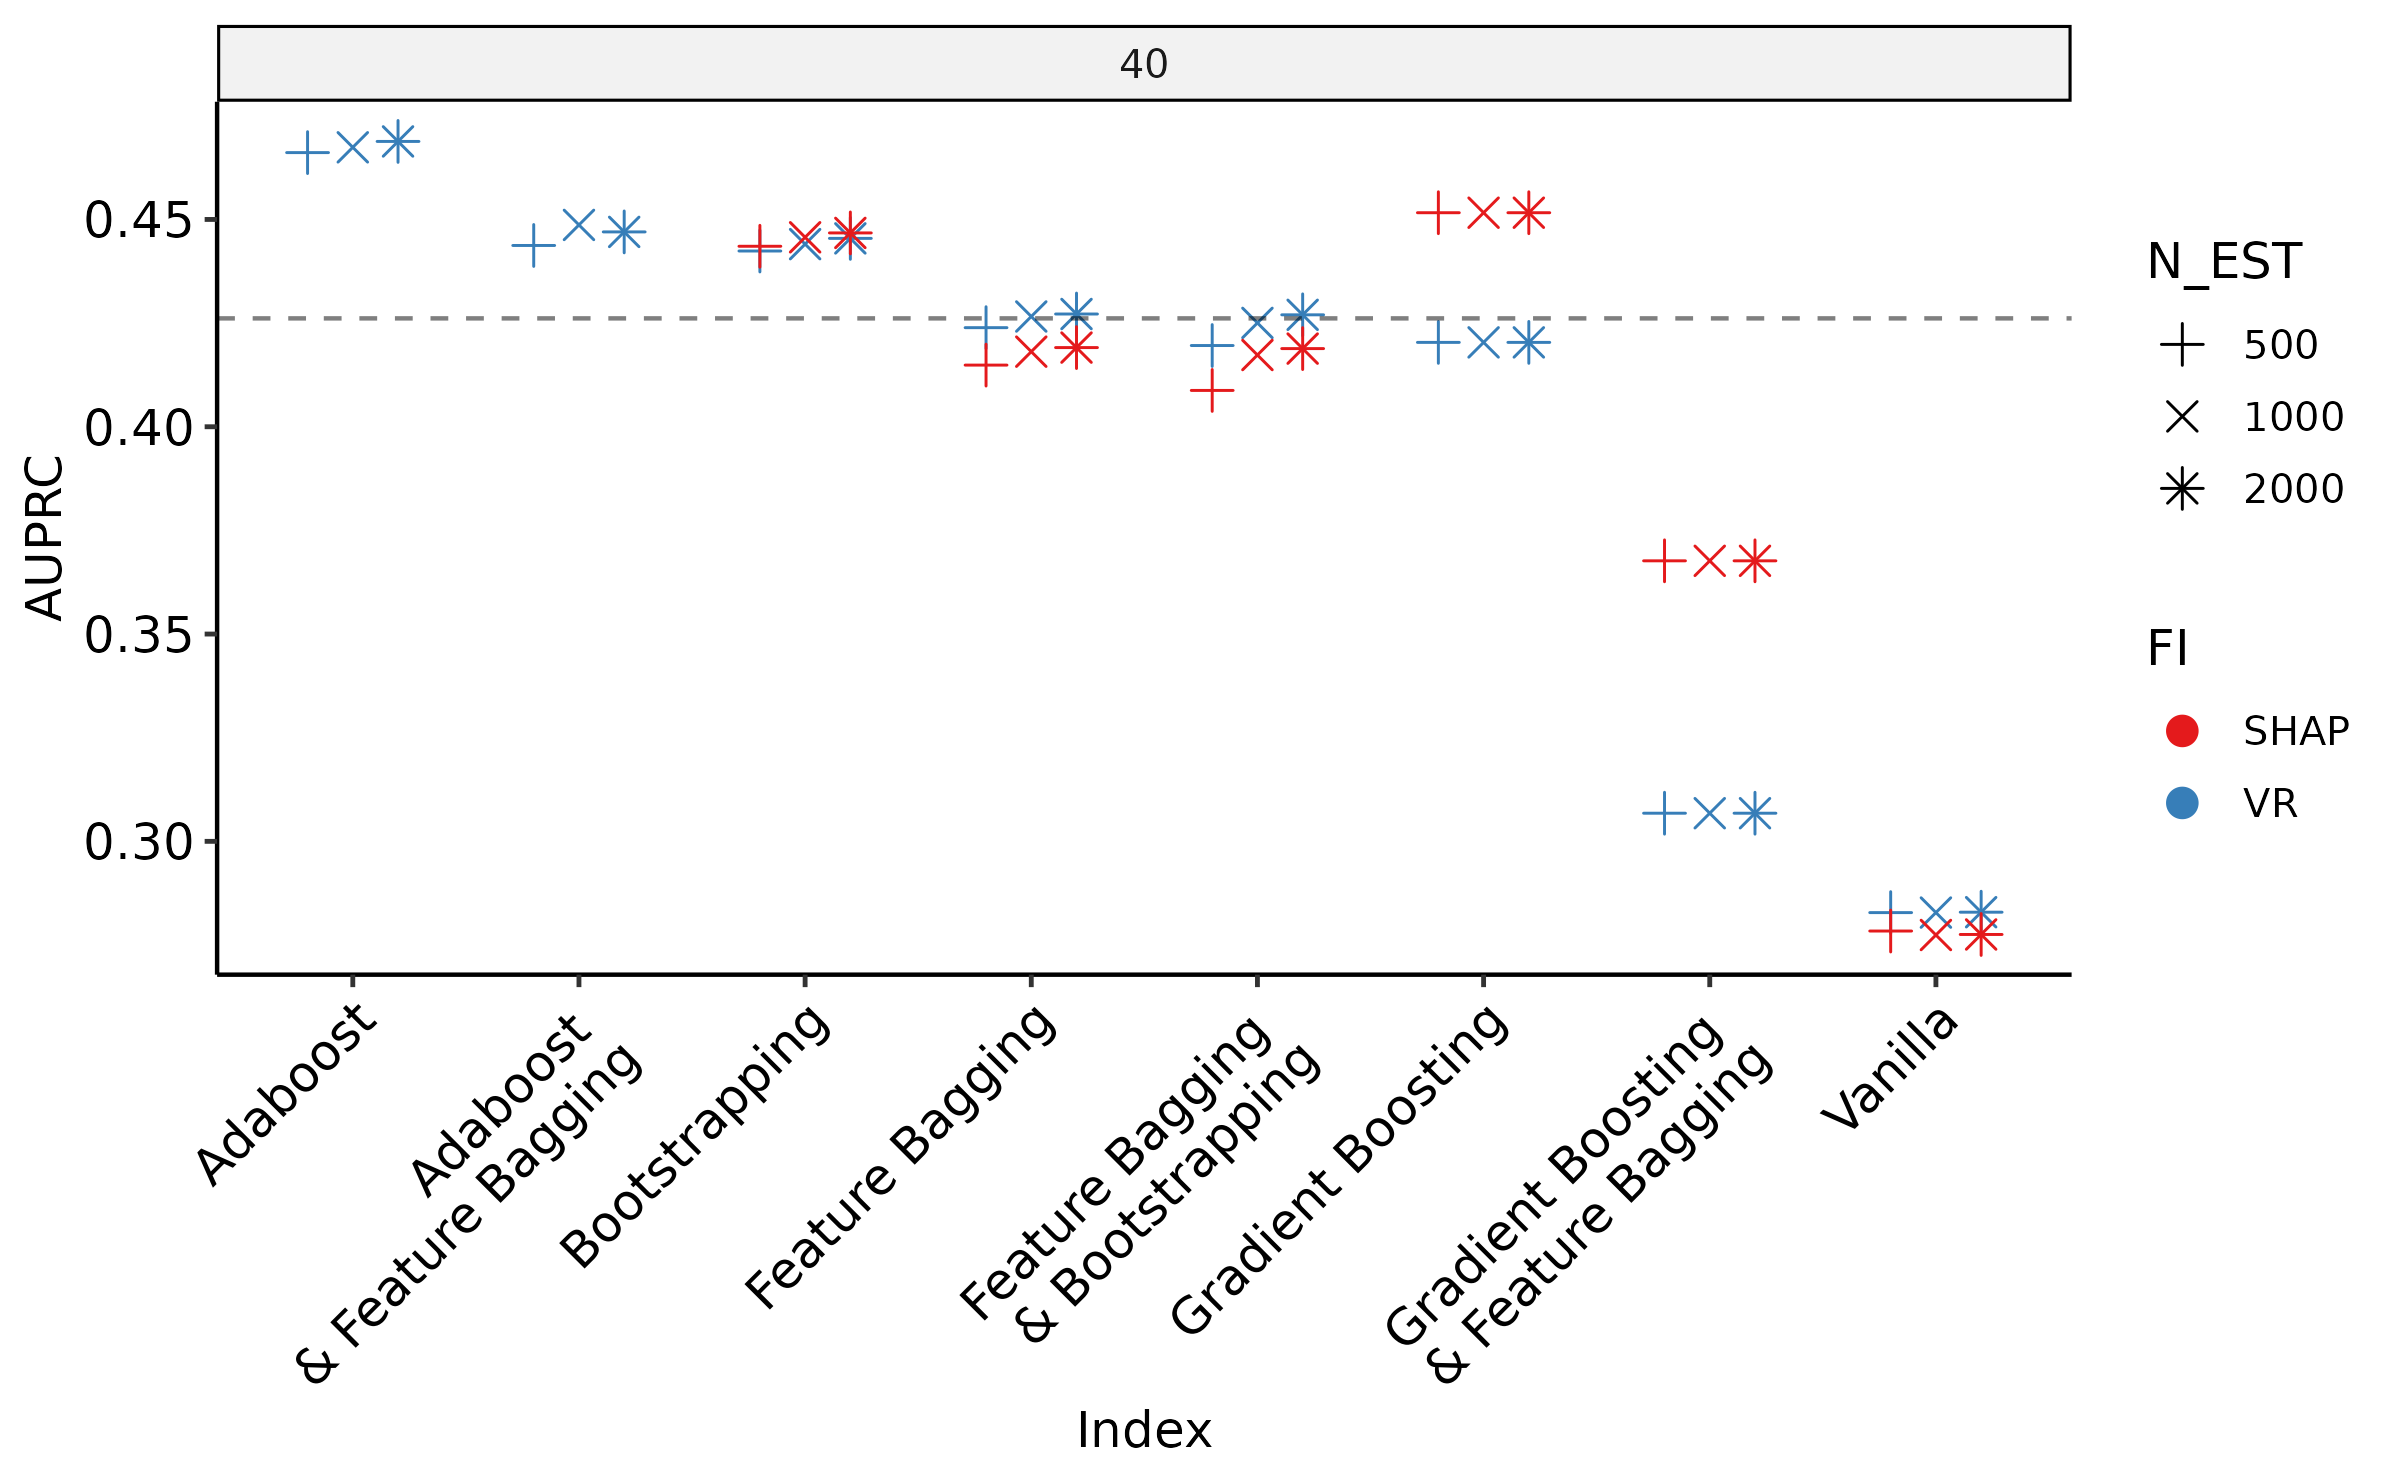 40
AUPRC
0.45
0.40
0.35
0.30
Adaboost
Adaboost
& Feature Bagging
Bootstrapping
Feature Bagging
Feature Bagging
& Bootstrapping
Gradient Boosting
Gradient Boosting
& Feature Bagging
Vanilla
Index
N_EST
500
1000
2000
FI
SHAP
VR